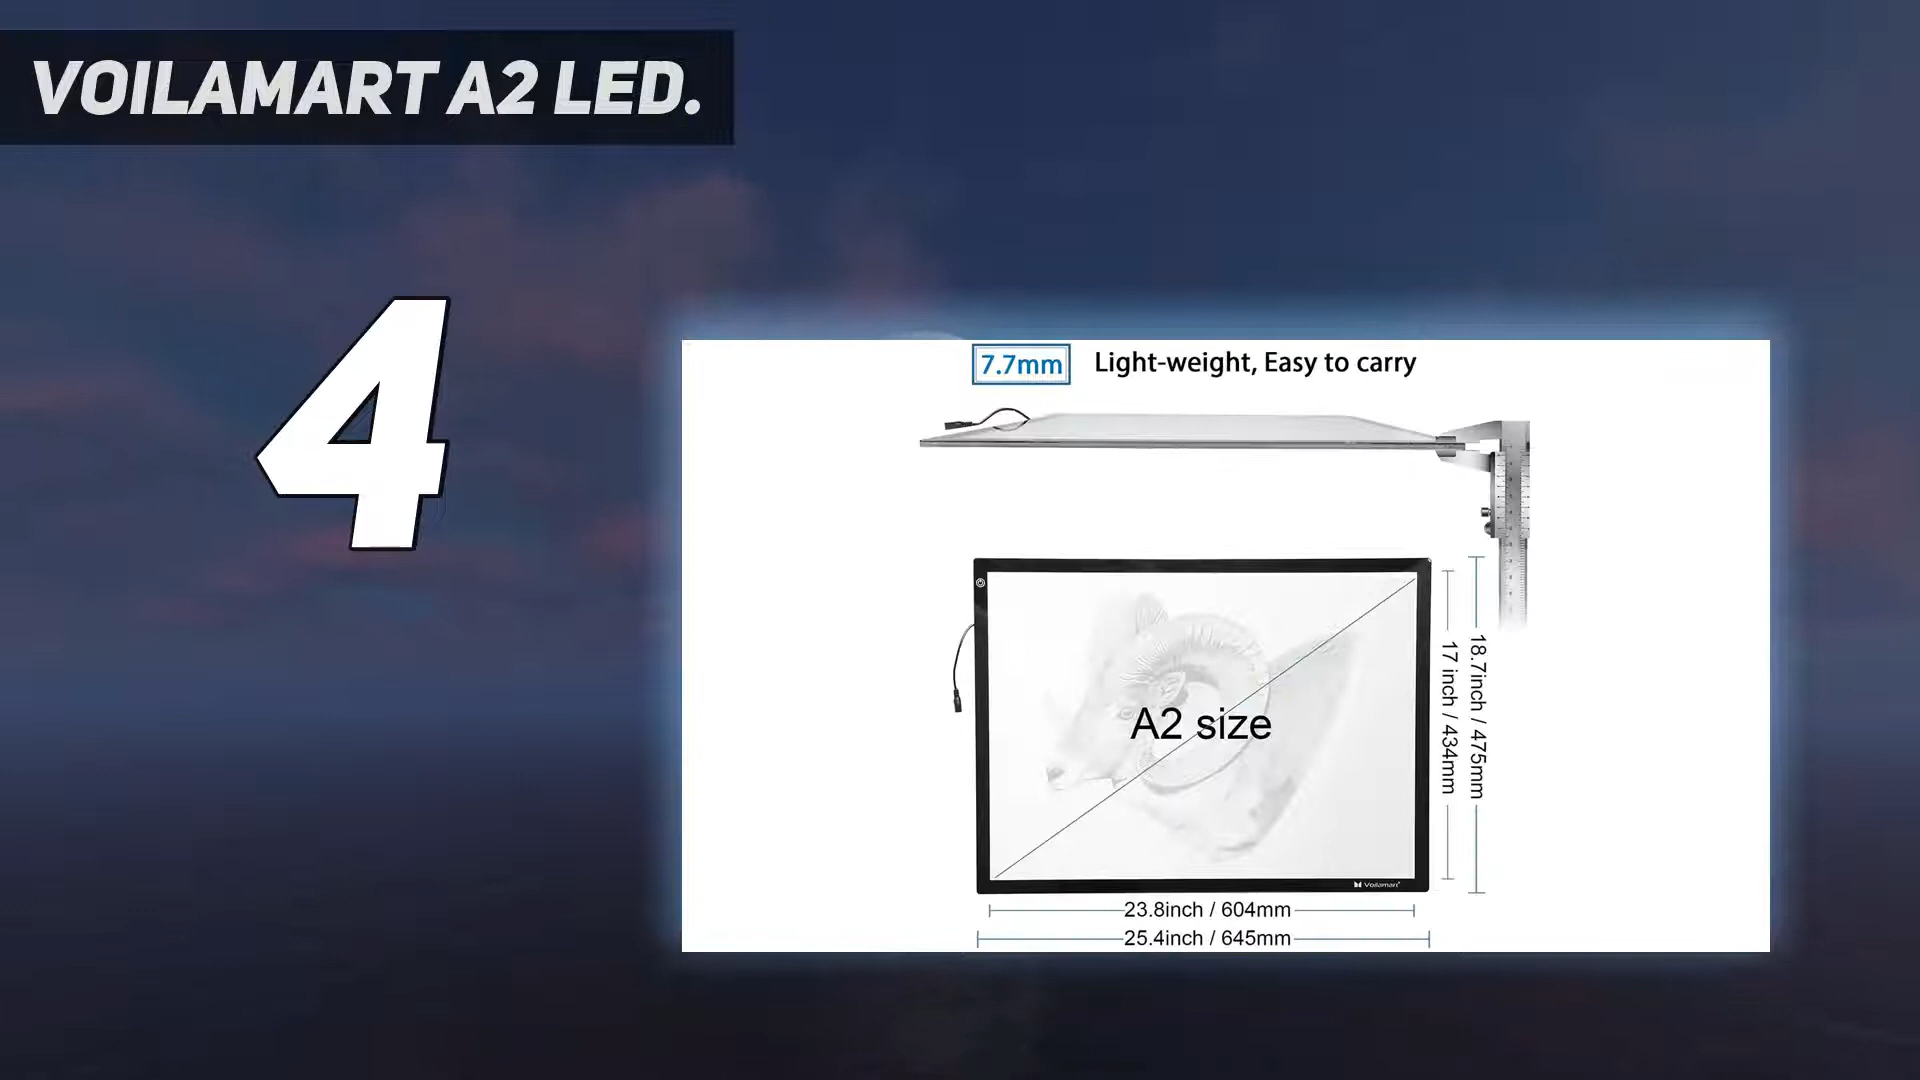 VOILAMART A2 LED.
4
7.7mm Light-weight, Easy to carry
A2 size
17 inch / 434mm
18.7inch / 475mm
Voilamart
23.8inch / 604mm
25.4inch / 645mm